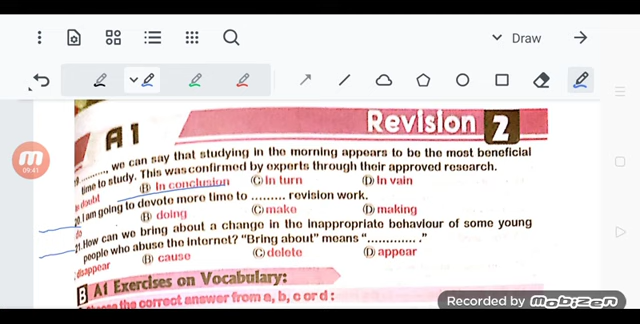 Draw
A1
Revision 2
........, we can say that studying in the morning appears to be the most beneficial
time to study. This was confirmed by experts through their approved research.
doubt B In conclusion C In turn D In vain
20. I am going to devote more time to ......... revision work.
do B doing C make D making
21. How can we bring about a change in the inappropriate behaviour of some young
people who abuse the internet? "Bring about" means "............. ."
disappear B cause C delete D appear
B A1 Exercises on Vocabulary:
the correct answer from a, b, c or d :
09:41
Recorded by Mobizen